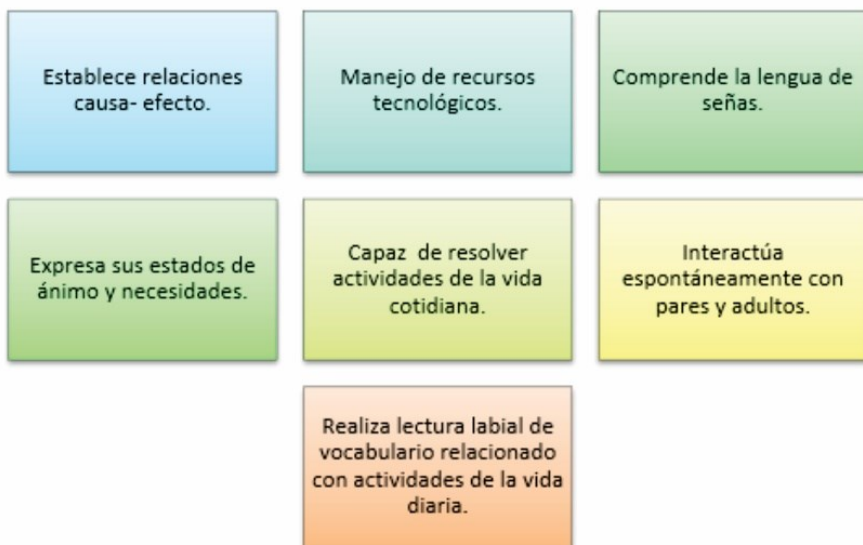 Establece relaciones
causa- efecto.
Manejo de recursos
tecnológicos.
Comprende la lengua de
señas.
Expresa sus estados de
ánimo y necesidades.
Capaz de resolver
actividades de la vida
cotidiana.
Interactúa
espontáneamente con
pares y adultos.
Realiza lectura labial de
vocabulario relacionado
con actividades de la vida
diaria.